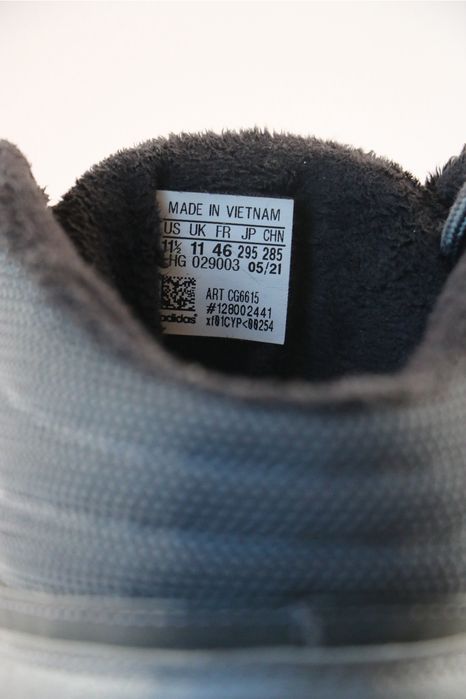 MADE IN VIETNAM
US UK FR JP CHN
11½ 11 46 295 285
CHG 029003 05/21
ART CG6615
#128002441
adidas xf01CYP<00254